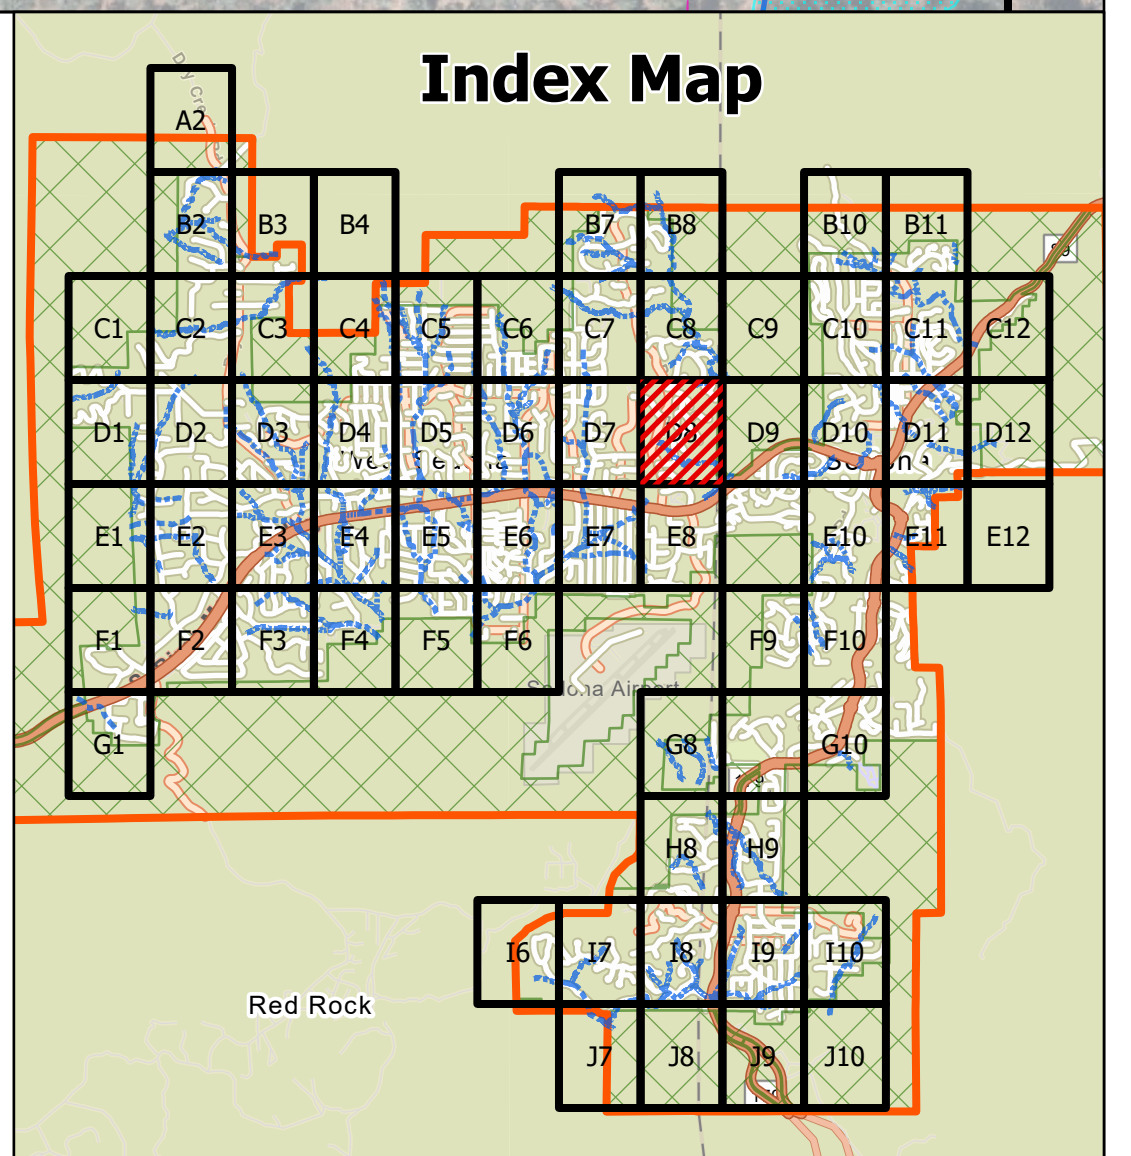 Index Map
A2
B2 B3 B4 B7 B8 B10 B11
C1 C2 C3 C4 C5 C6 C7 C8 C9 C10 C11 C12
D1 D2 D3 D4 D5 D6 D7 D8 D9 D10 D11 D12
E1 E2 E3 E4 E5 E6 E7 E8 E10 E11 E12
F1 F2 F3 F4 F5 F6 F9 F10
Sedona Airport
G1 G8 G10
H8 H9
I6 I7 I8 I9 I10
Red Rock
J7 J8 J9 J10